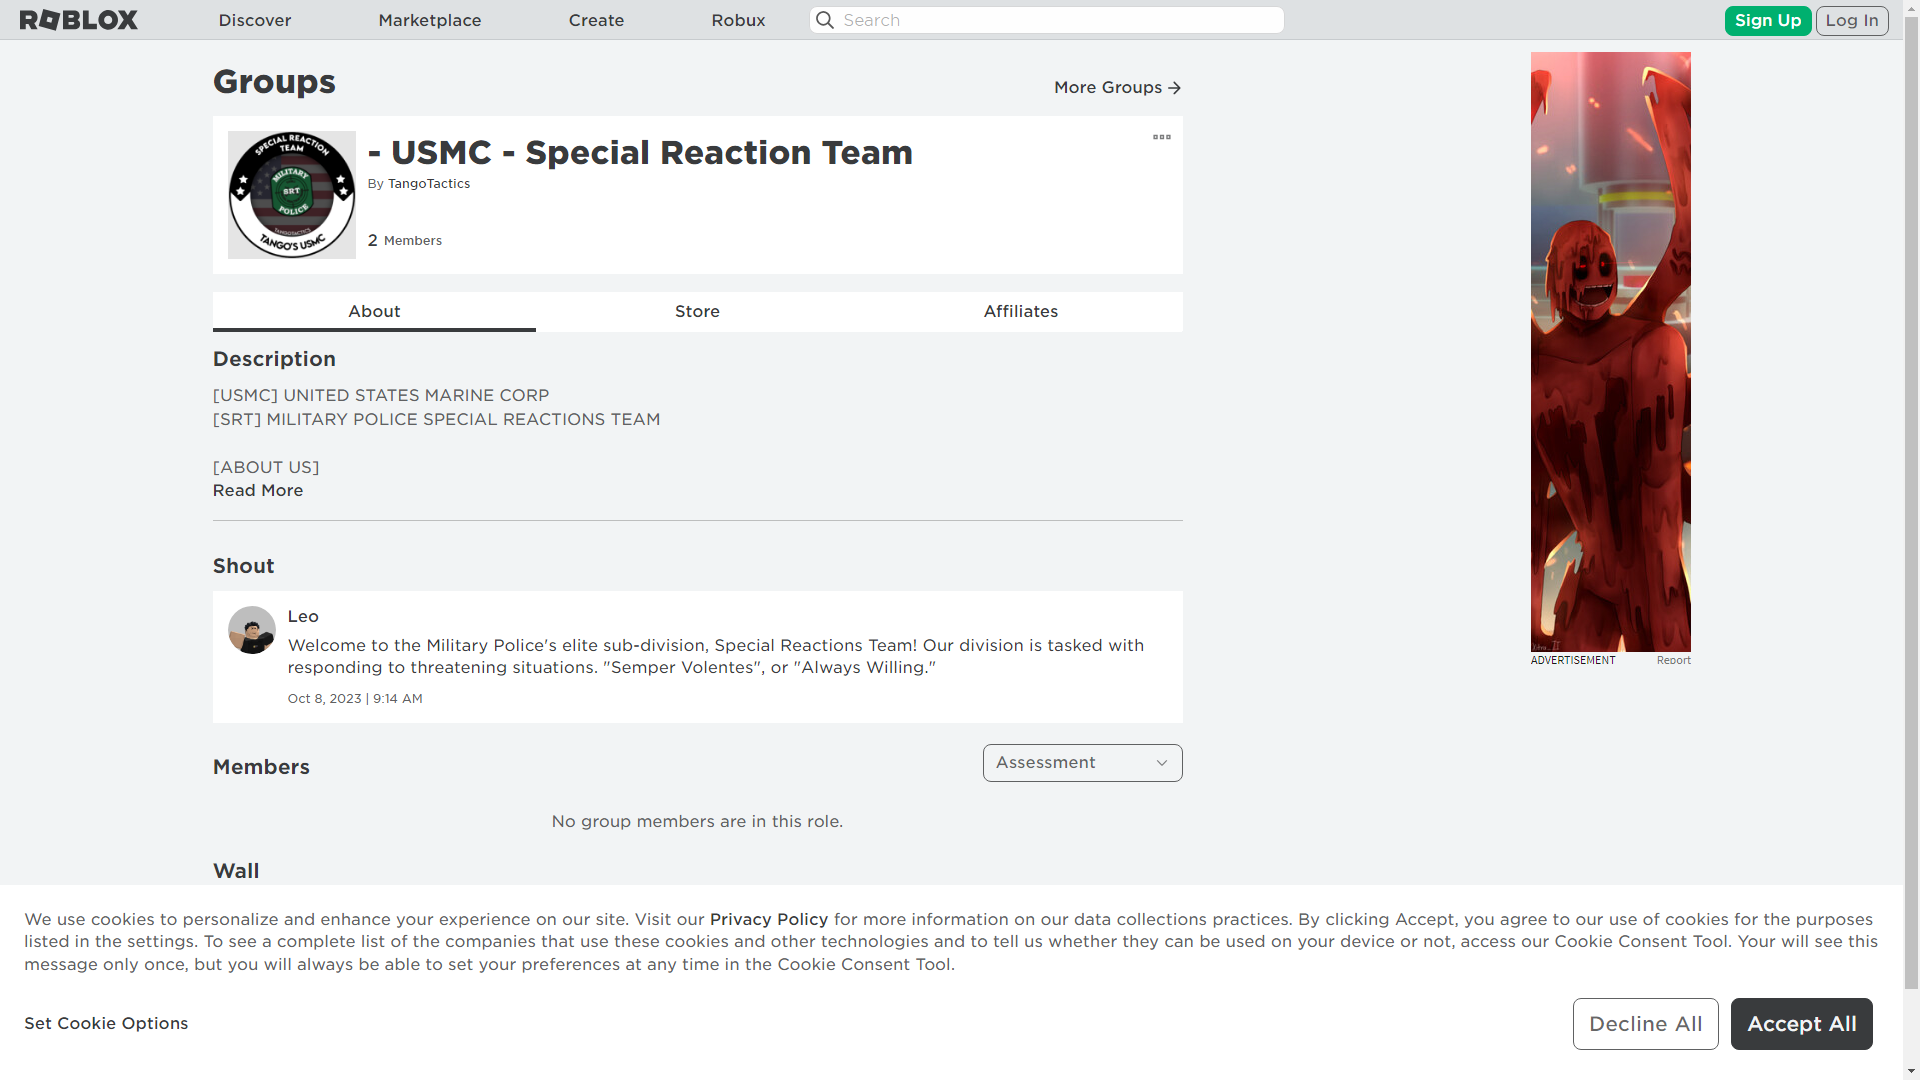 ROBLOX
Discover
Marketplace
Create
Robux
Search
Sign Up
Log In
Groups
More Groups
SPECIAL REACTION
TEAM
MILITARY
SRT
POLICE
TANGOTACTICS
TANGO'S USMC
- USMC - Special Reaction Team
By TangoTactics
2 Members
About
Store
Affiliates
Description
[USMC] UNITED STATES MARINE CORP
[SRT] MILITARY POLICE SPECIAL REACTIONS TEAM
[ABOUT US]
Read More
Shout
Leo
Welcome to the Military Police's elite sub-division, Special Reactions Team! Our division is tasked with
responding to threatening situations. "Semper Volentes", or "Always Willing."
Oct 8, 2023 | 9:14 AM
Members
Assessment
No group members are in this role.
Wall
ADVERTISEMENT
Report
We use cookies to personalize and enhance your experience on our site. Visit our Privacy Policy for more information on our data collections practices. By clicking Accept, you agree to our use of cookies for the purposes
listed in the settings. To see a complete list of the companies that use these cookies and other technologies and to tell us whether they can be used on your device or not, access our Cookie Consent Tool. Your will see this
message only once, but you will always be able to set your preferences at any time in the Cookie Consent Tool.
Set Cookie Options
Decline All
Accept All